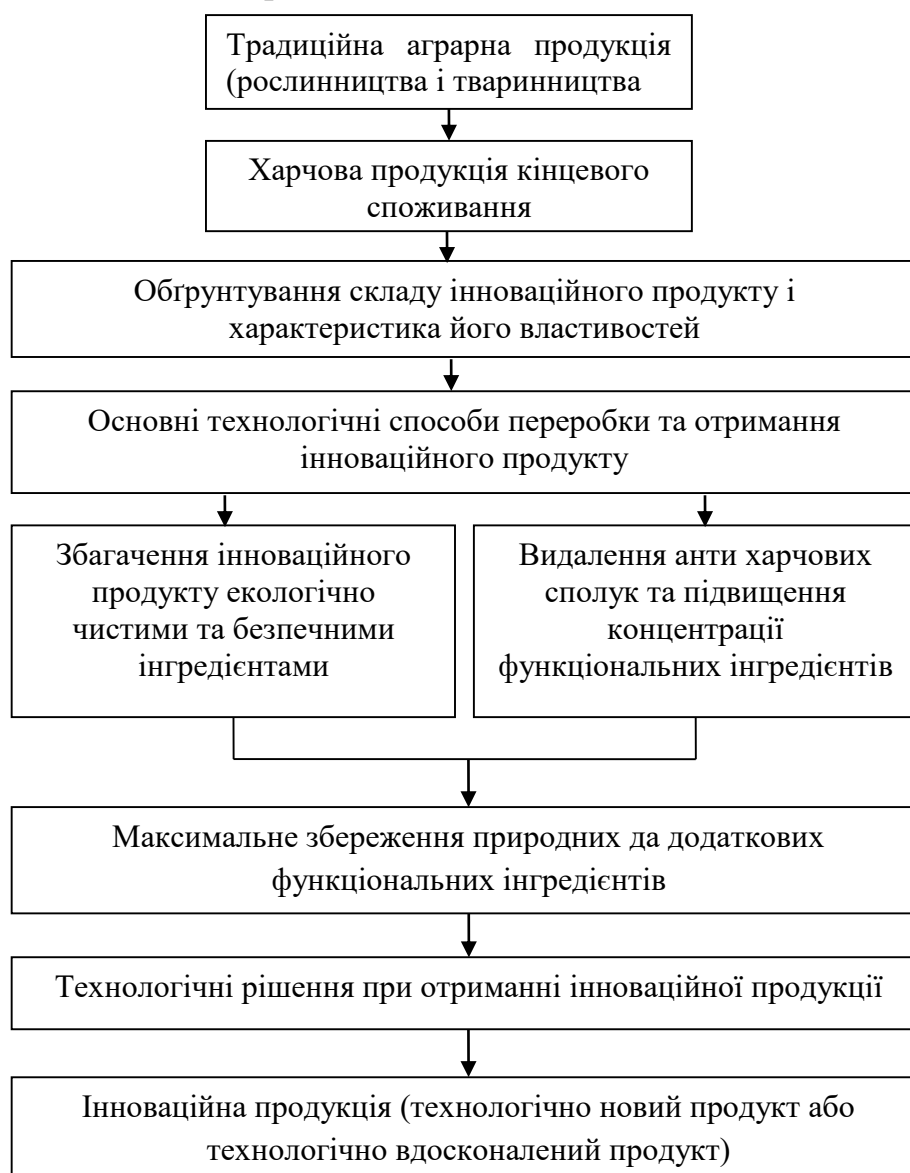 Традиційна аграрна продукція
(рослинництва і тваринництва
Харчова продукція кінцевого
споживання
Обґрунтування складу інноваційного продукту і
характеристика його властивостей
Основні технологічні способи переробки та отримання
інноваційного продукту
Збагачення інноваційного
продукту екологічно
чистими та безпечними
інгредієнтами
Видалення анти харчових
сполук та підвищення
концентрації
функціональних інгредієнтів
Максимальне збереження природних да додаткових
функціональних інгредієнтів
Технологічні рішення при отриманні інноваційної продукції
Інноваційна продукція (технологічно новий продукт або
технологічно вдосконалений продукт)